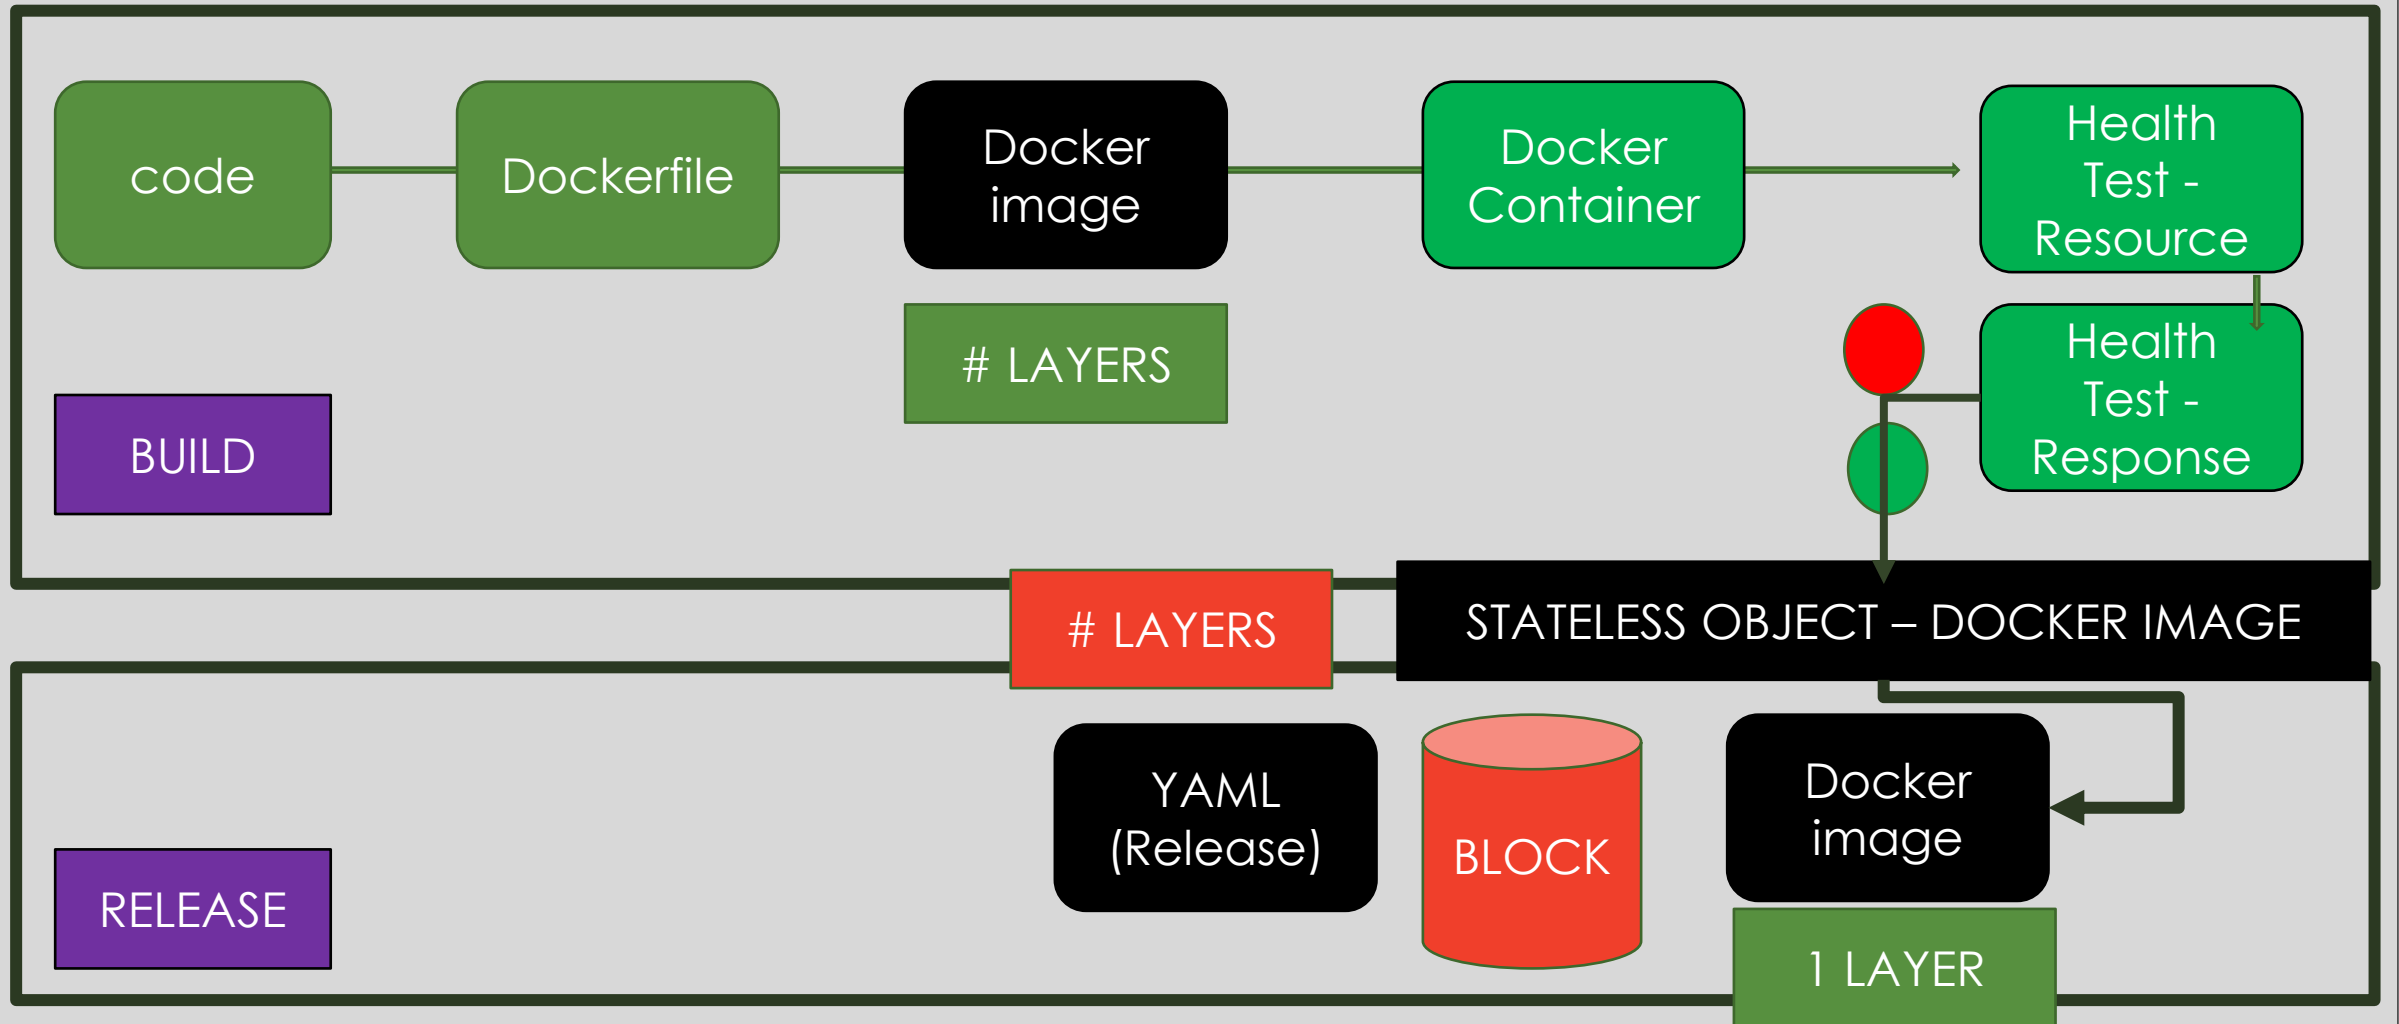 code
Dockerfile
Docker
image
Docker
Container
Health
Test -
Resource
# LAYERS
Health
Test -
Response
BUILD
# LAYERS
STATELESS OBJECT – DOCKER IMAGE
YAML
(Release)
BLOCK
Docker
image
RELEASE
1 LAYER